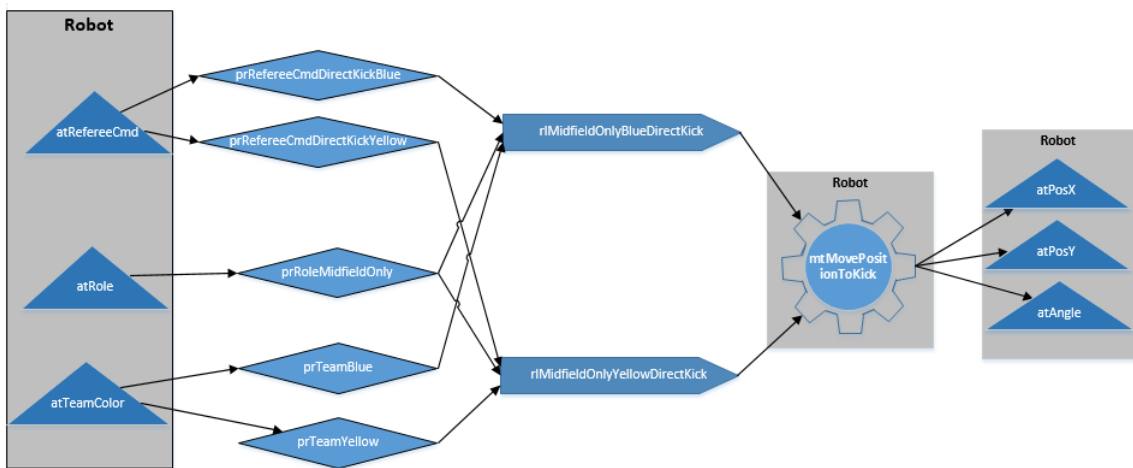 Robot
atRefereeCmd
atRole
atTeamColor
prRefereeCmdDirectKickBlue
prRefereeCmdDirectKickYellow
prRoleMidfieldOnly
prTeamBlue
prTeamYellow
rlMidfieldOnlyBlueDirectKick
rlMidfieldOnlyYellowDirectKick
Robot
mtMovePosit
ionToKick
Robot
atPosX
atPosY
atAngle